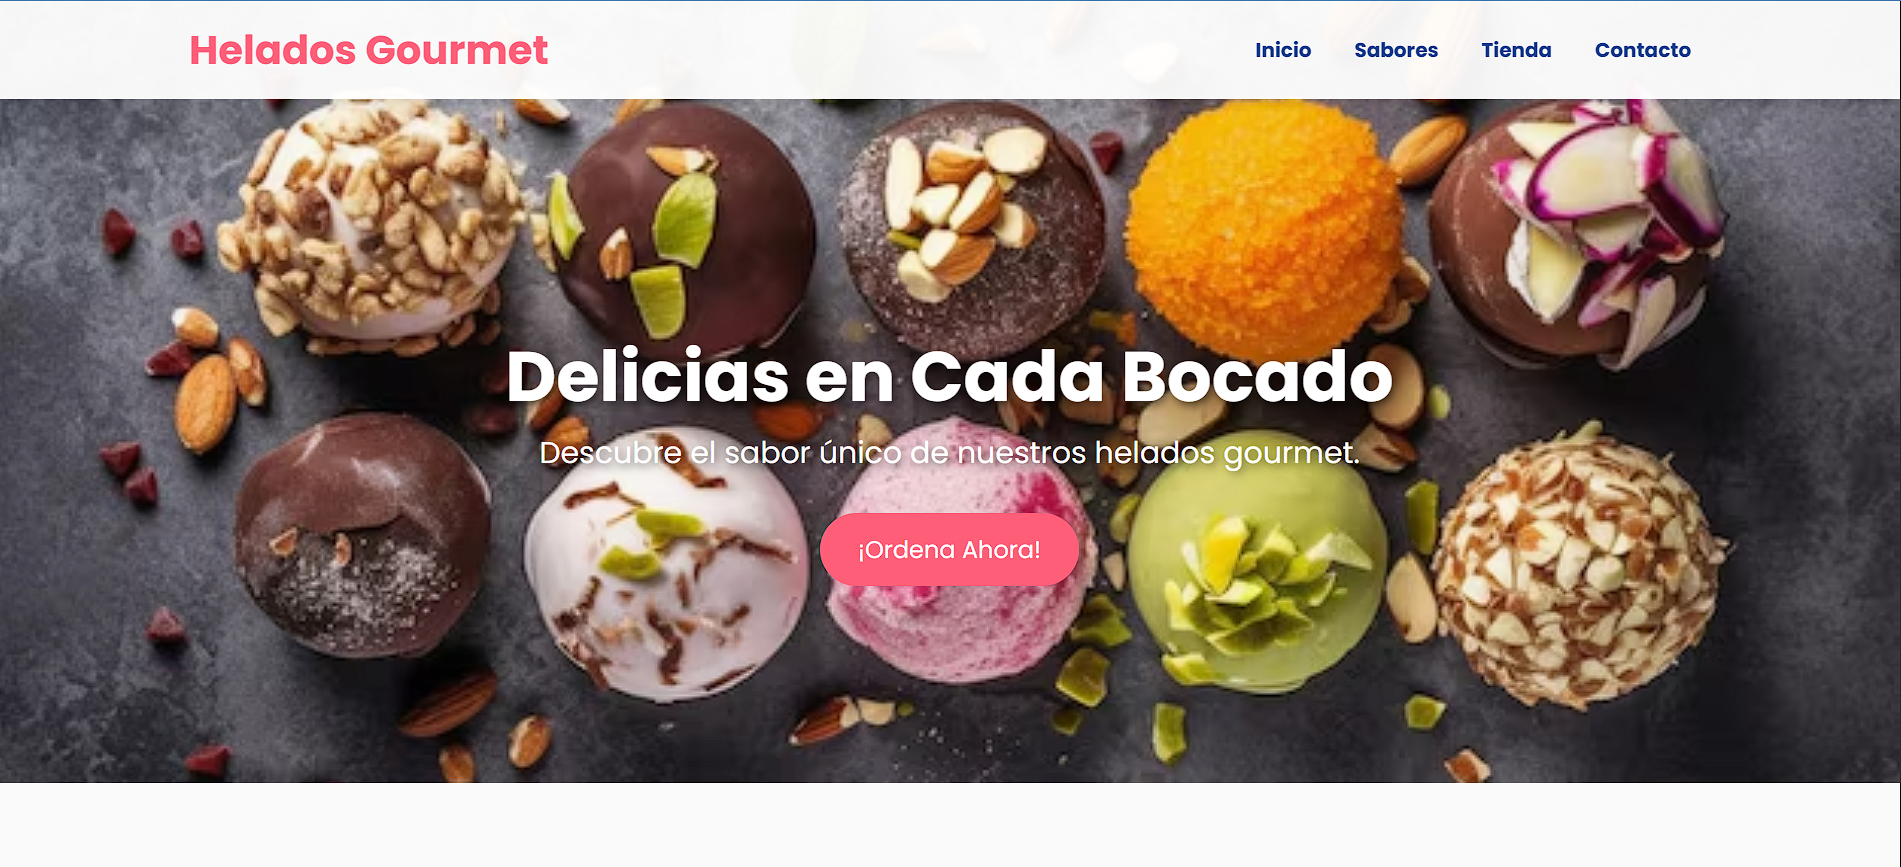 Helados Gourmet
Inicio Sabores Tienda Contacto
Delicias en Cada Bocado
Descubre el sabor único de nuestros helados gourmet.
¡Ordena Ahora!